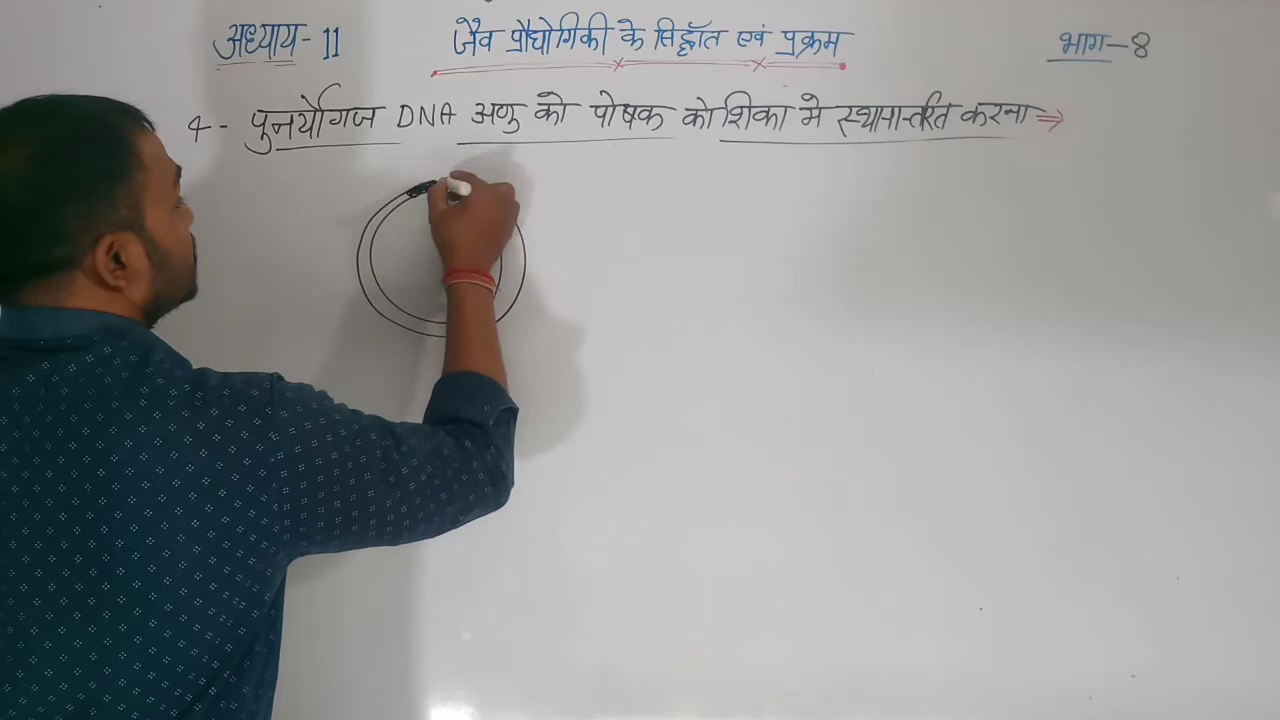 अध्याय-11 जैव प्रौद्योगिकी के सिद्धाँत एवं प्रक्रम भाग-8
4- पुनर्योगज DNA अणु को पोषक कोशिका मे स्थानान्तरित करना ⇒